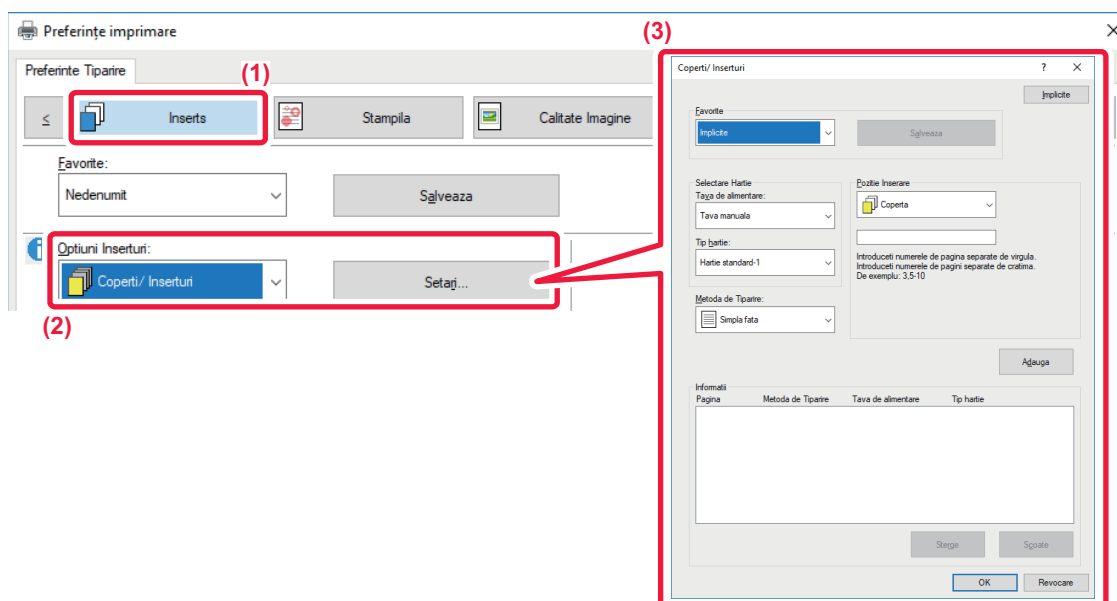 Preferințe imprimare
(3)
Preferinte Tiparire
(1)
≤
Inserts
Stampila
Calitate Imagine
Favorite:
Nedenumit
Salveaza
Optiuni Inserturi:
Coperti/ Inserturi
Setari...
(2)
Coperti/ Inserturi
?
Implicite
Favorite
Implicite
Salveaza
Selectare Hartie
Tava de alimentare:
Tava manuala
Tip hartie:
Hartie standard-1
Metoda de Tiparire:
Simpla fata
Pozitie Inserare
Coperta
Introduceti numerele de pagina separate de virgula.
Introduceti numerele de pagini separate de cratima.
De exemplu: 3,5-10
Adauga
Informatii
Pagina Metoda de Tiparire Tava de alimentare Tip hartie
Sterge Scoate
OK Revocare